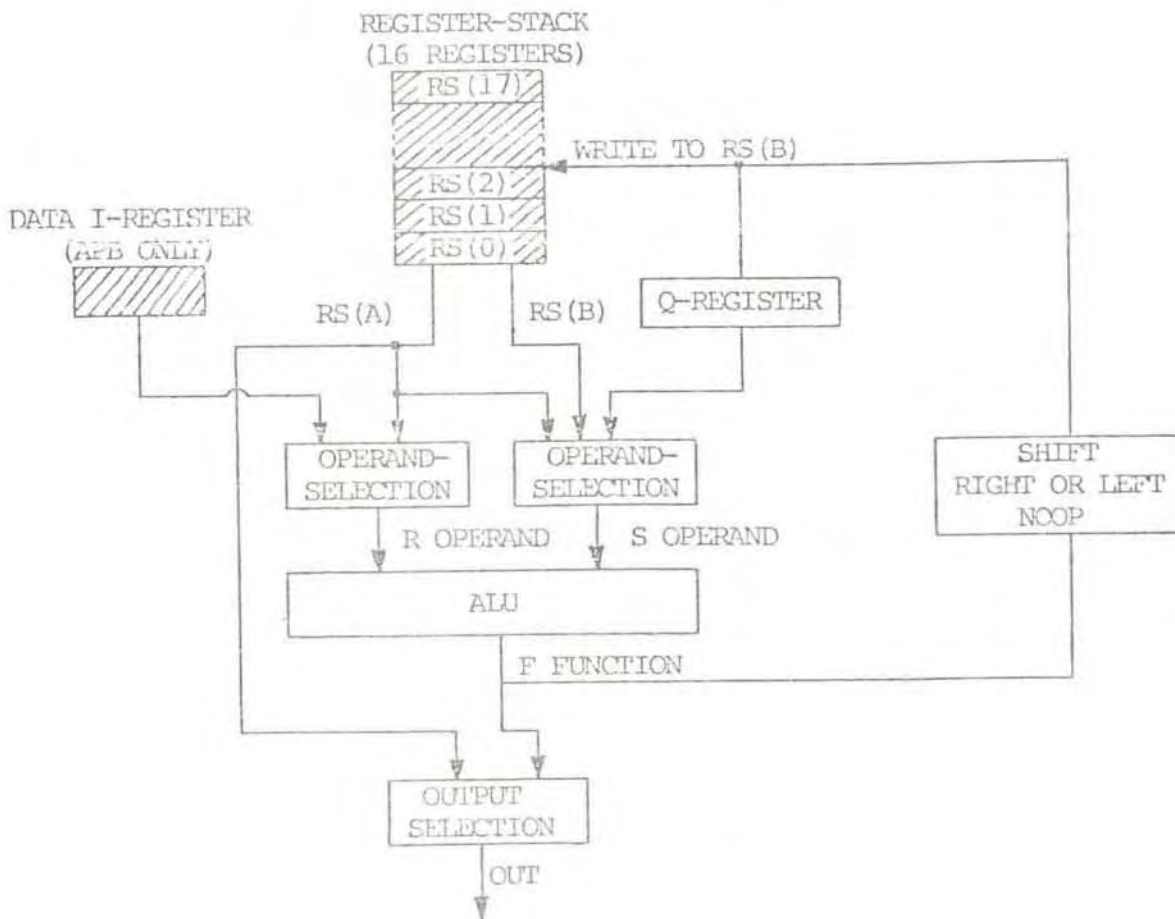 REGISTER-STACK
(16 REGISTERS)
RS(17)
WRITE TO RS(B)
RS(2)
RS(1)
RS(0)
DATA I-REGISTER
(APB ONLY)
Q-REGISTER
RS(A)
RS(B)
OPERAND-
SELECTION
OPERAND-
SELECTION
SHIFT
RIGHT OR LEFT
NOOP
R OPERAND
S OPERAND
ALU
F FUNCTION
OUTPUT
SELECTION
OUT